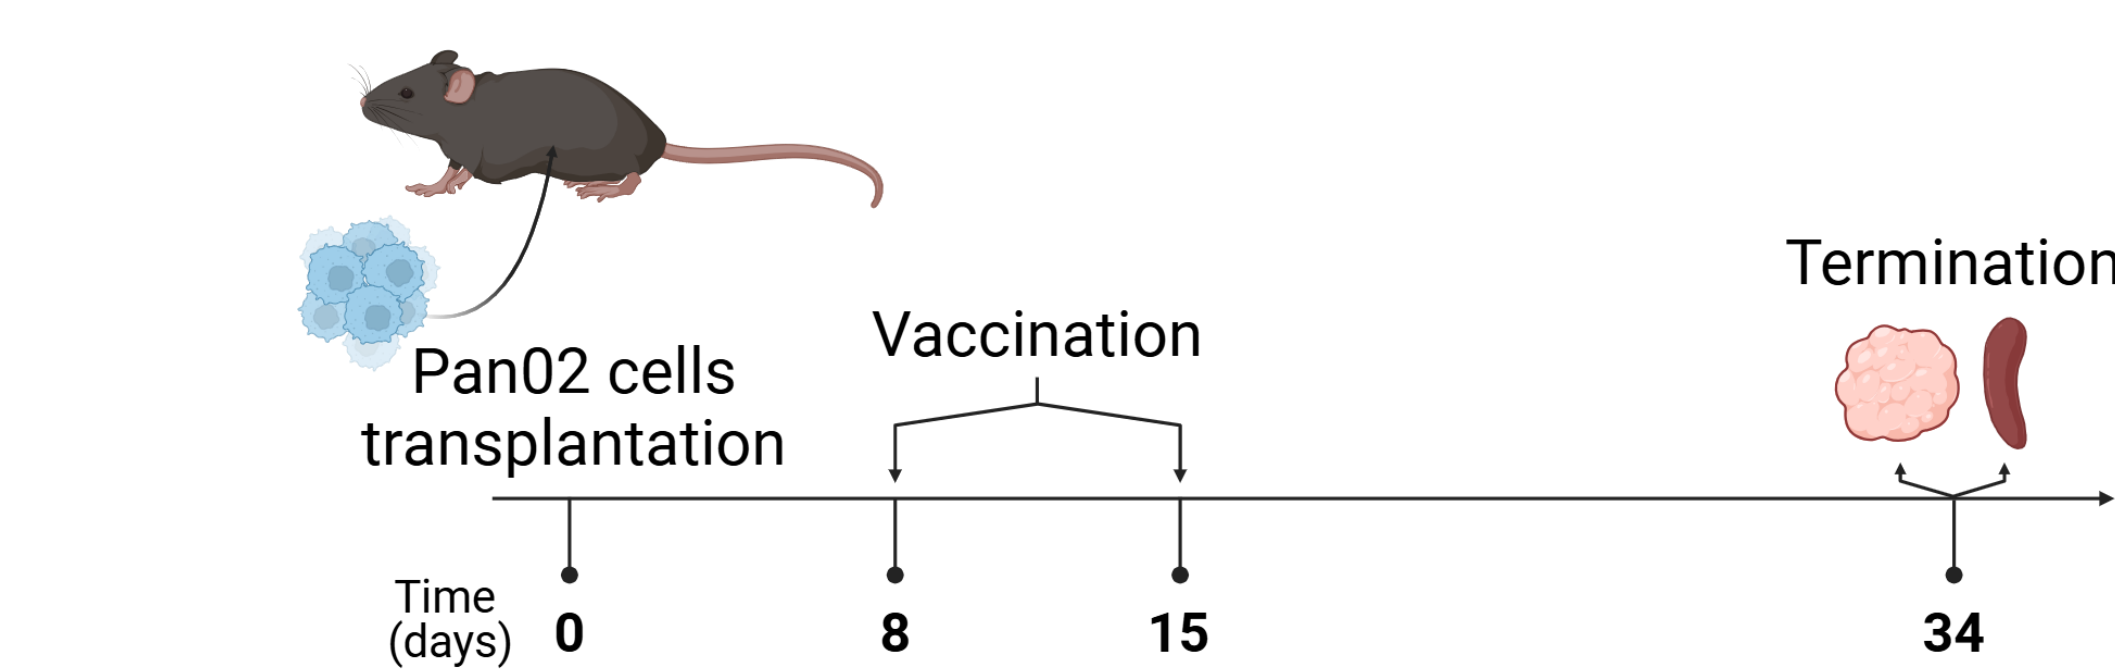 Termination
Vaccination
Pan02 cells
transplantation
Time
(days)
0
8
15
34